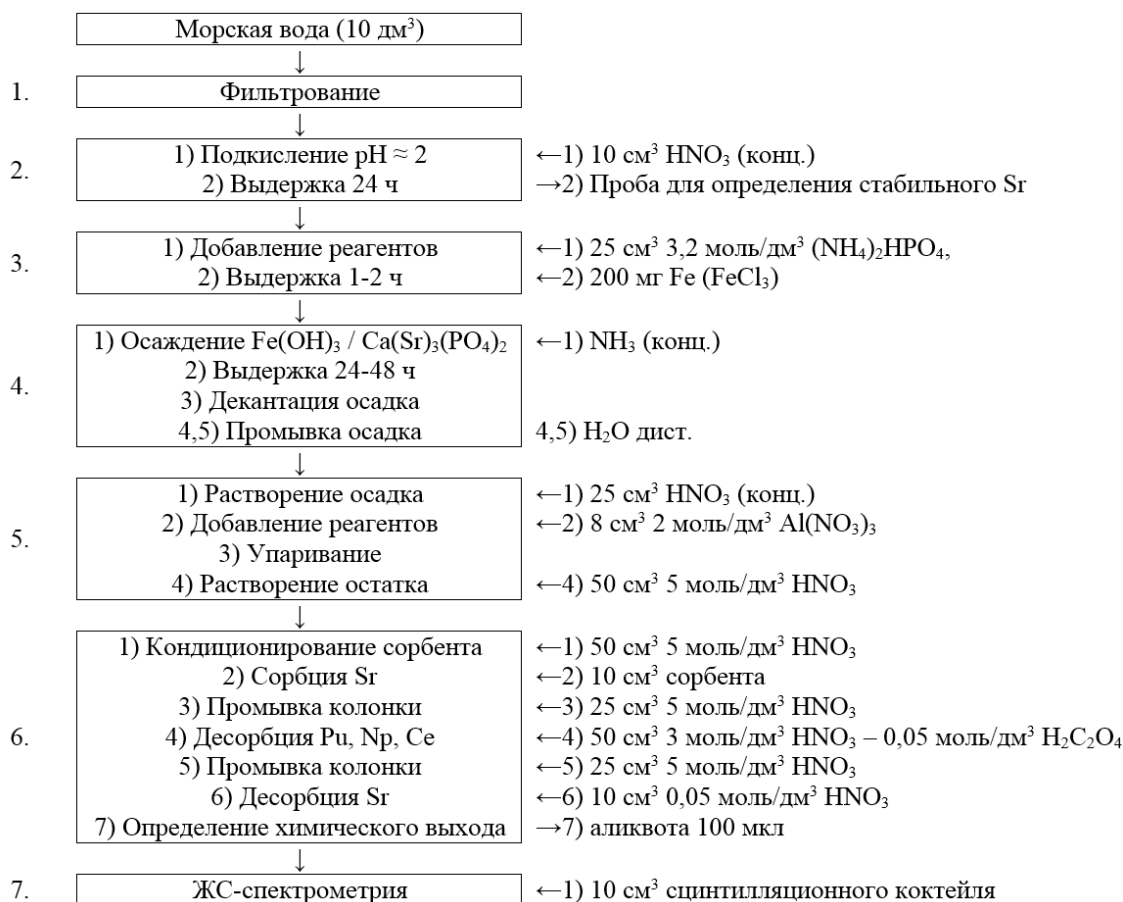 Морская вода (10 дм³)
↓
1. Фильтрование
↓
2. 1) Подкисление pH ≈ 2 ←1) 10 см³ HNO₃ (конц.)
2) Выдержка 24 ч →2) Проба для определения стабильного Sr
↓
3. 1) Добавление реагентов ←1) 25 см³ 3,2 моль/дм³ (NH₄)₂HPO₄,
2) Выдержка 1-2 ч ←2) 200 мг Fe (FeCl₃)
↓
4. 1) Осаждение Fe(OH)₃ / Ca(Sr)₃(PO₄)₂ ←1) NH₃ (конц.)
2) Выдержка 24-48 ч
3) Декантация осадка
4,5) Промывка осадка 4,5) H₂O дист.
↓
5. 1) Растворение осадка ←1) 25 см³ HNO₃ (конц.)
2) Добавление реагентов ←2) 8 см³ 2 моль/дм³ Al(NO₃)₃
3) Упаривание
4) Растворение остатка ←4) 50 см³ 5 моль/дм³ HNO₃
↓
6. 1) Кондиционирование сорбента ←1) 50 см³ 5 моль/дм³ HNO₃
2) Сорбция Sr ←2) 10 см³ сорбента
3) Промывка колонки ←3) 25 см³ 5 моль/дм³ HNO₃
4) Десорбция Pu, Np, Ce ←4) 50 см³ 3 моль/дм³ HNO₃ – 0,05 моль/дм³ H₂C₂O₄
5) Промывка колонки ←5) 25 см³ 5 моль/дм³ HNO₃
6) Десорбция Sr ←6) 10 см³ 0,05 моль/дм³ HNO₃
7) Определение химического выхода →7) аликвота 100 мкл
↓
7. ЖС-спектрометрия ←1) 10 см³ сцинтилляционного коктейля